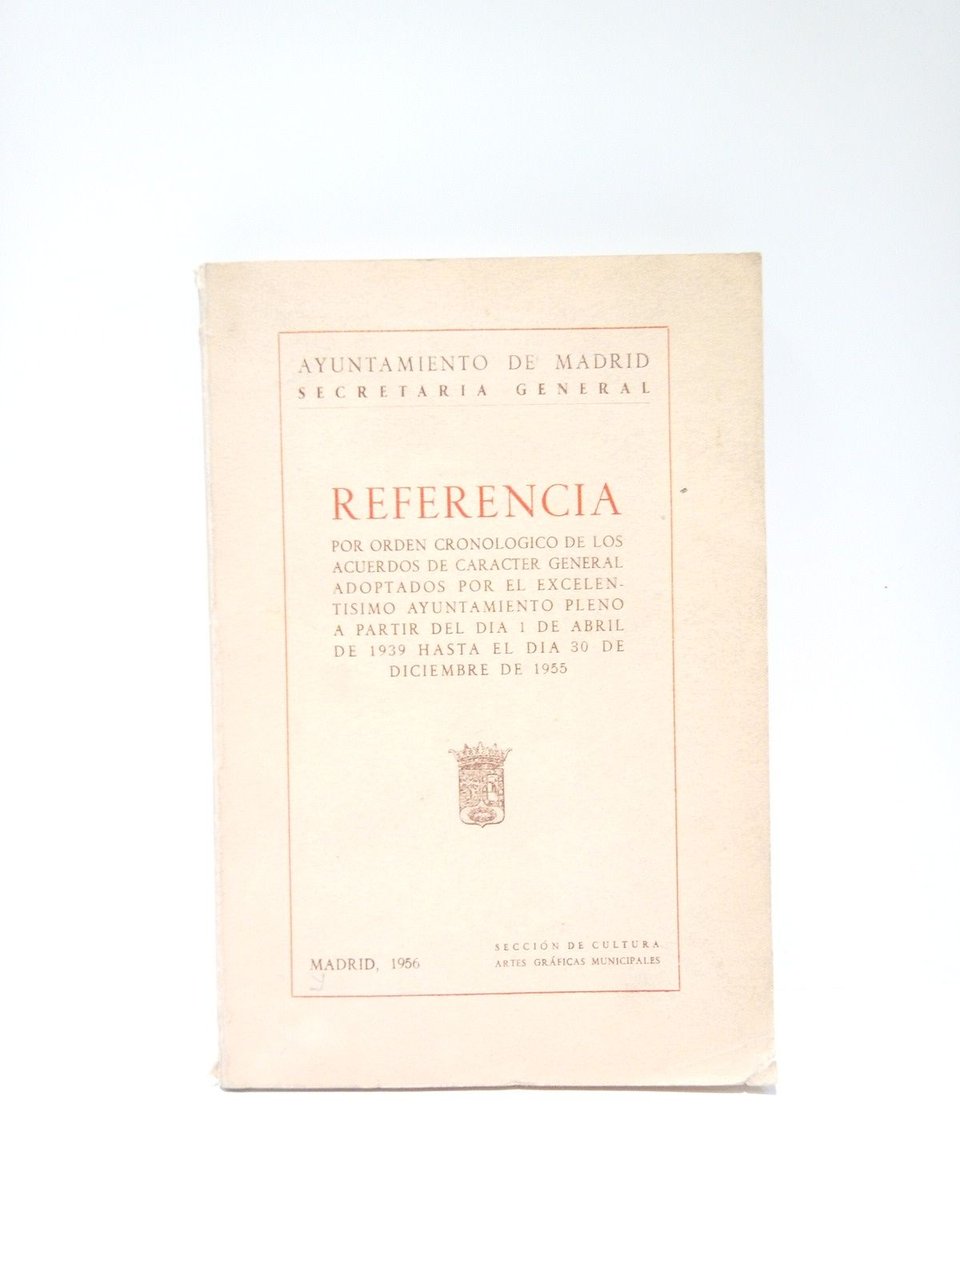 AYUNTAMIENTO DE MADRID
SECRETARIA GENERAL
REFERENCIA
POR ORDEN CRONOLOGICO DE LOS
ACUERDOS DE CARACTER GENERAL
ADOPTADOS POR EL EXCELEN-
TISIMO AYUNTAMIENTO PLENO
A PARTIR DEL DIA 1 DE ABRIL
DE 1939 HASTA EL DIA 30 DE
DICIEMBRE DE 1955
MADRID, 1956
SECCIÓN DE CULTURA
ARTES GRÁFICAS MUNICIPALES